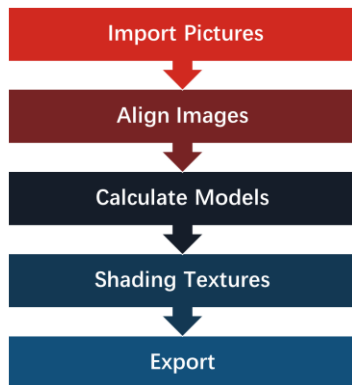 Import Pictures
Align Images
Calculate Models
Shading Textures
Export